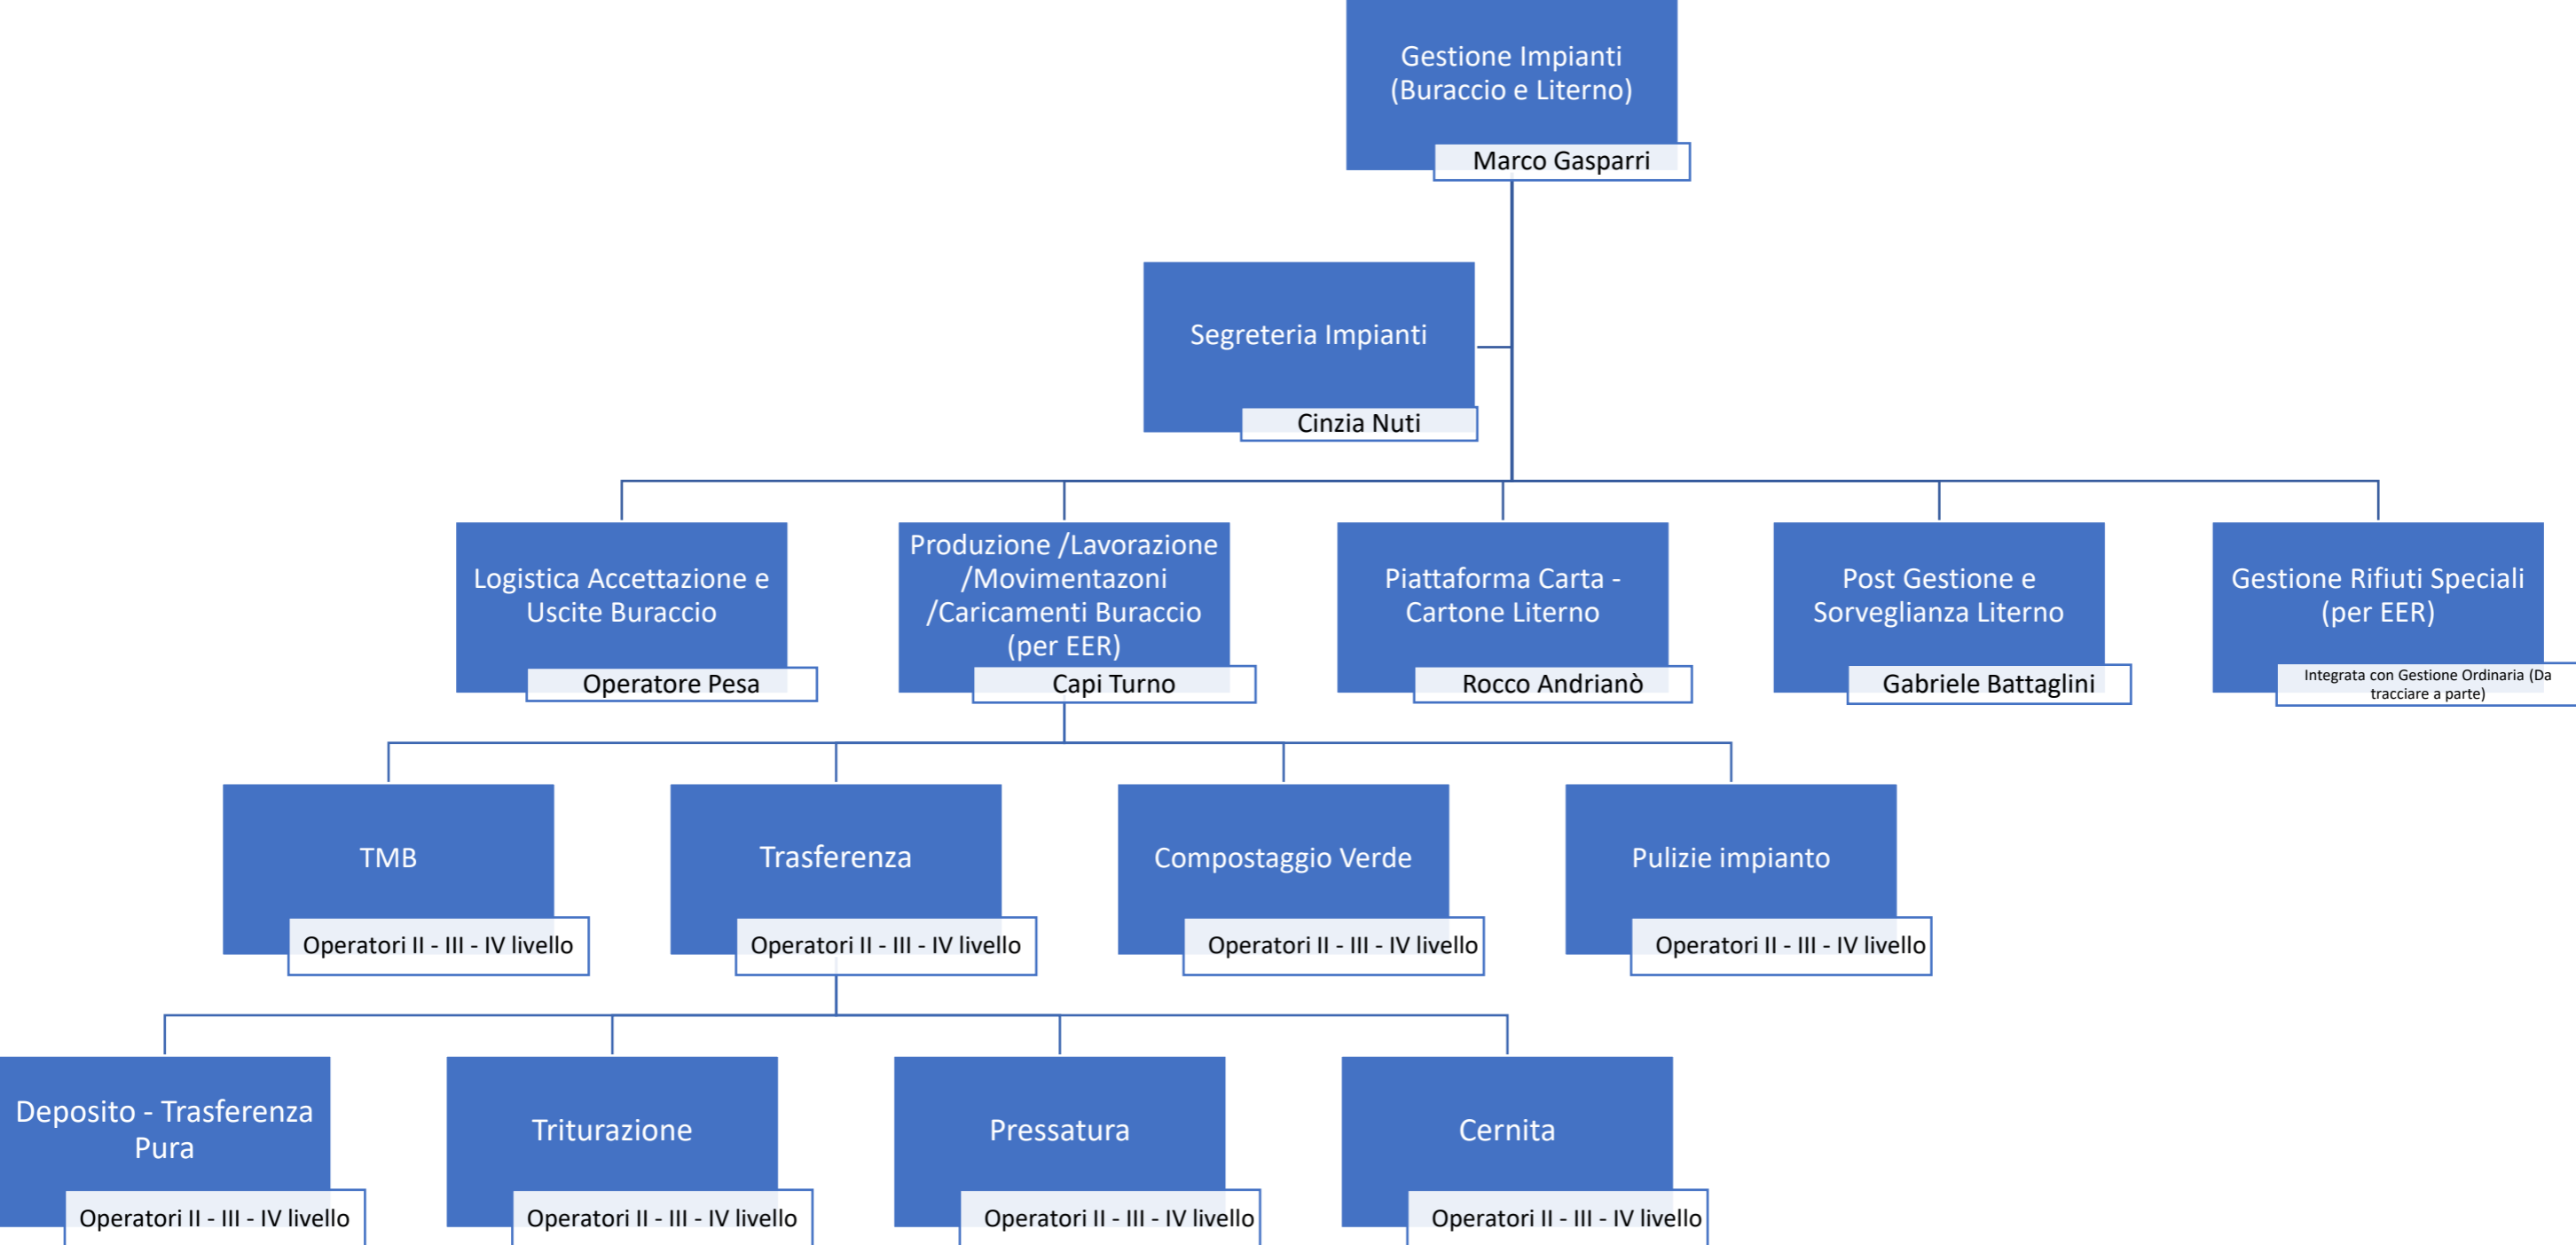 Gestione Impianti
(Buraccio e Literno)
Marco Gasparri
Segreteria Impianti
Cinzia Nuti
Logistica Accettazione e
Uscite Buraccio
Operatore Pesa
Produzione /Lavorazione
/Movimentazoni
/Caricamenti Buraccio
(per EER)
Capi Turno
Piattaforma Carta -
Cartone Literno
Rocco Andrianò
Post Gestione e
Sorveglianza Literno
Gabriele Battaglini
Gestione Rifiuti Speciali
(per EER)
Integrata con Gestione Ordinaria (Da
tracciare a parte)
TMB
Operatori II - III - IV livello
Trasferenza
Operatori II - III - IV livello
Compostaggio Verde
Operatori II - III - IV livello
Pulizie impianto
Operatori II - III - IV livello
Deposito - Trasferenza
Pura
Operatori II - III - IV livello
Triturazione
Operatori II - III - IV livello
Pressatura
Operatori II - III - IV livello
Cernita
Operatori II - III - IV livello